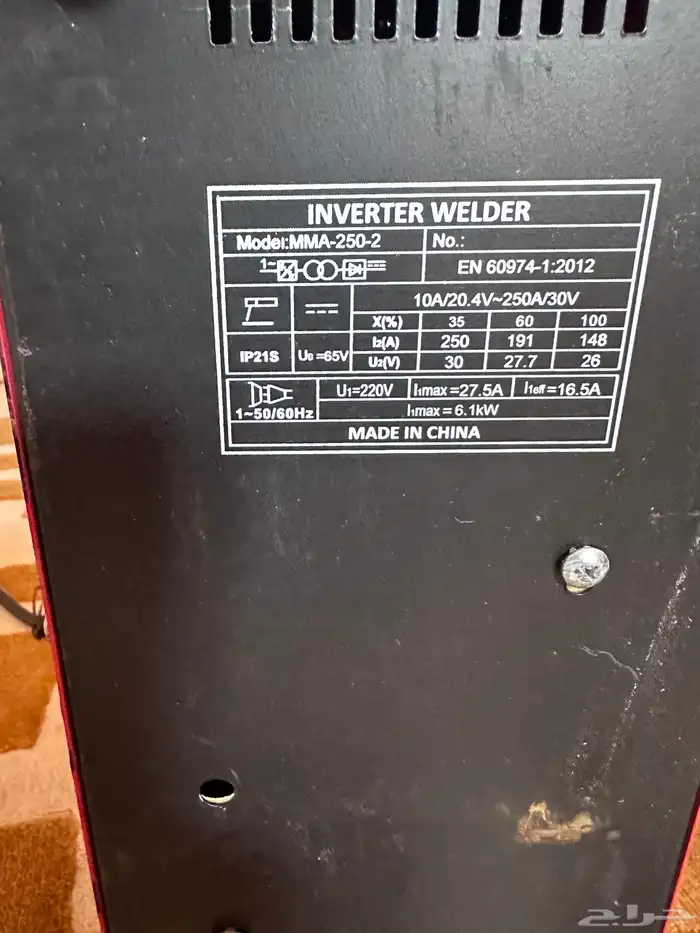 INVERTER WELDER
Model:MMA-250-2 No.:
1~ EN 60974-1:2012
10A/20.4V~250A/30V
X(%) 35 60 100
I2(A) 250 191 148
IP21S U0=65V U2(V) 30 27.7 26
U1=220V I1max=27.5A I1eff=16.5A
1~50/60Hz I1max=6.1kW
MADE IN CHINA
حراج